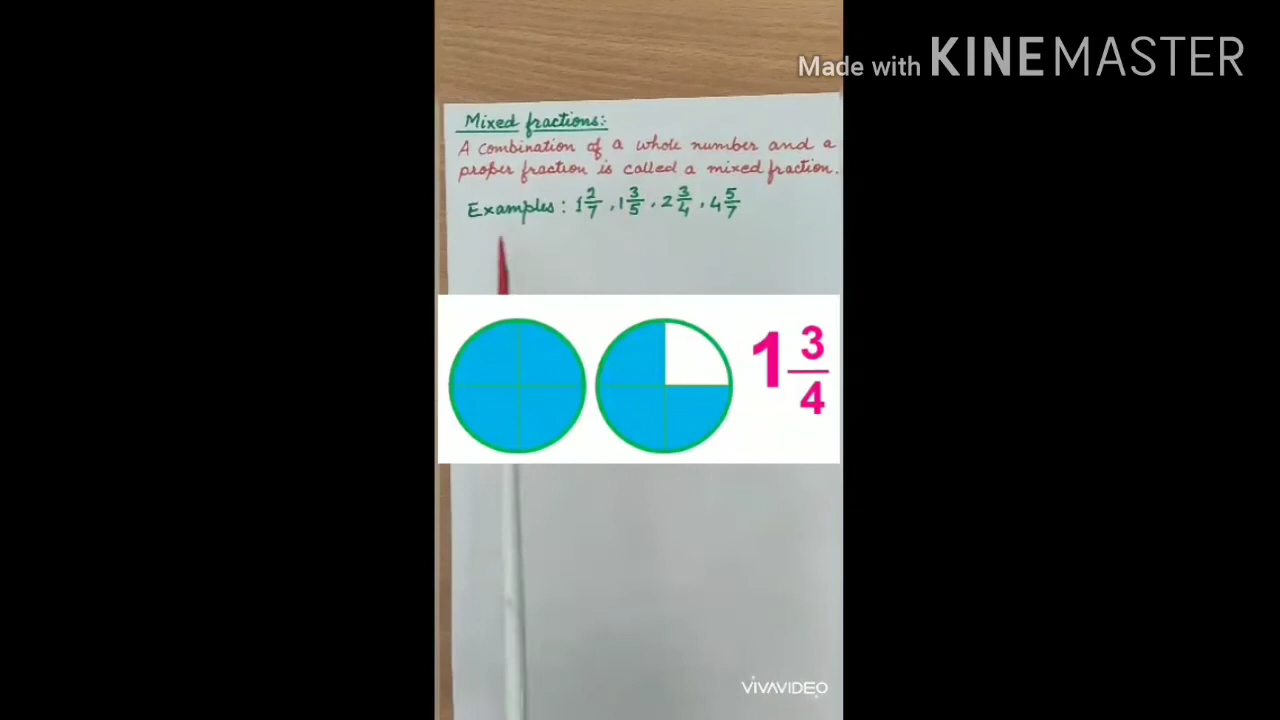 Made with KINEMASTER
Mixed fractions:-
A combination of a whole number and a
proper fraction is called a mixed fraction.
Examples : 1 2/7 , 1 3/5 , 2 3/4 , 4 5/7
1 3/4
VIVAVIDEO